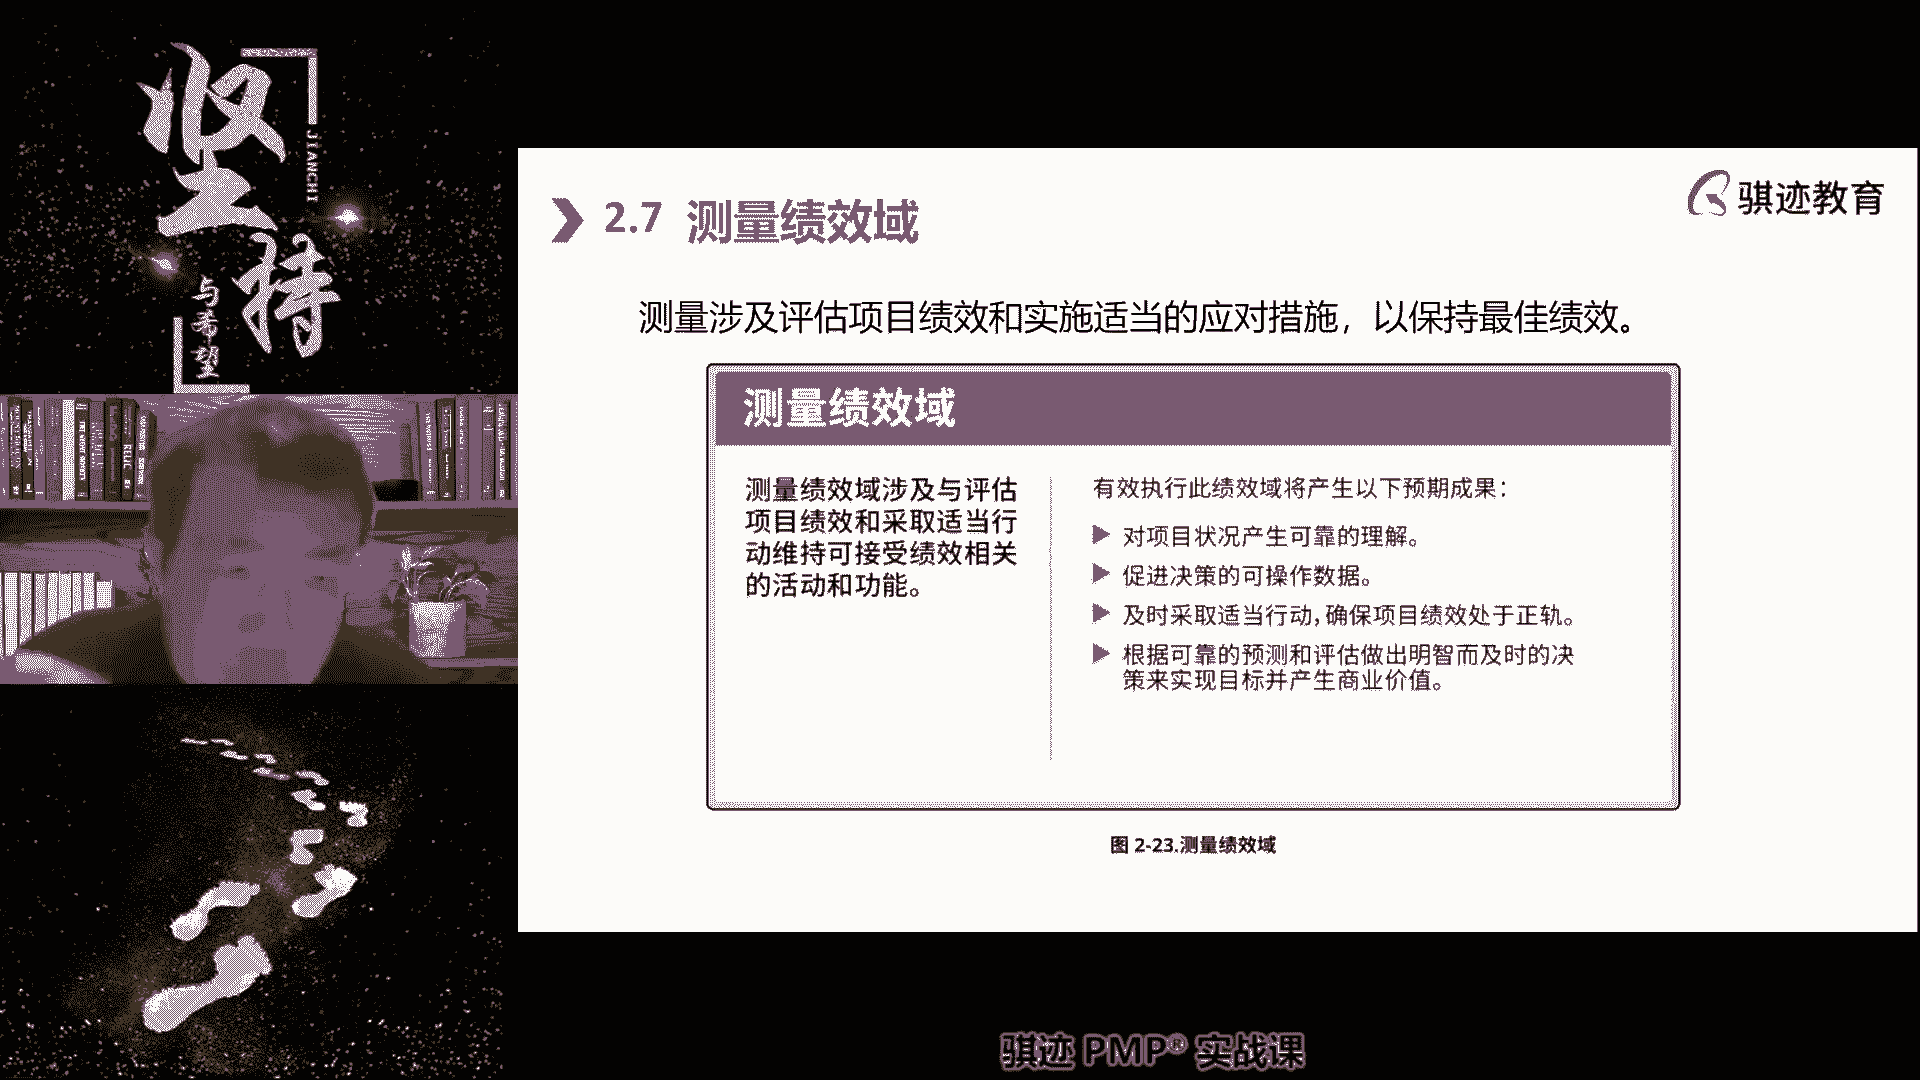 坚
持
JIANCHI
与希望
2.7 测量绩效域
骐迹教育
测量涉及评估项目绩效和实施适当的应对措施，以保持最佳绩效。
测量绩效域
测量绩效域涉及与评估
项目绩效和采取适当行
动维持可接受绩效相关
的活动和功能。
有效执行此绩效域将产生以下预期成果：
对项目状况产生可靠的理解。
促进决策的可操作数据。
及时采取适当行动，确保项目绩效处于正轨。
根据可靠的预测和评估做出明智而及时的决
策来实现目标并产生商业价值。
图 2-23.测量绩效域
骐迹 PMP® 实战课